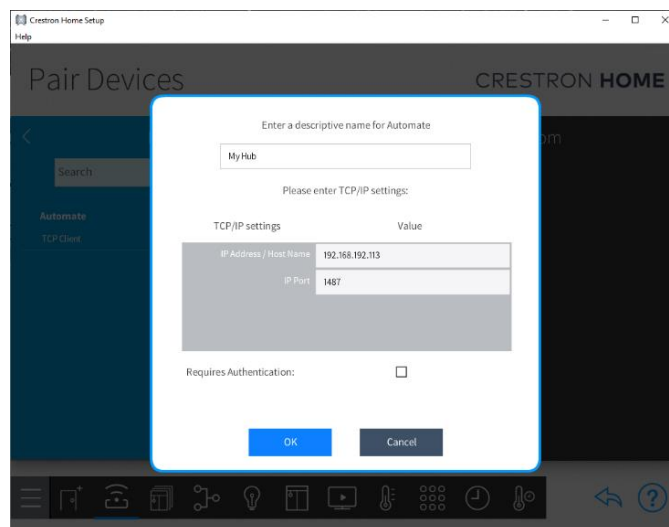 Crestron Home Setup
Help
Pair Devices
CRESTRON HOME
Enter a descriptive name for Automate
My Hub
Search
Please enter TCP/IP settings:
Automate
TCP Client
TCP/IP settings Value
IP Address / Host Name 192.168.192.113
IP Port 1487
Requires Authentication:
OK Cancel